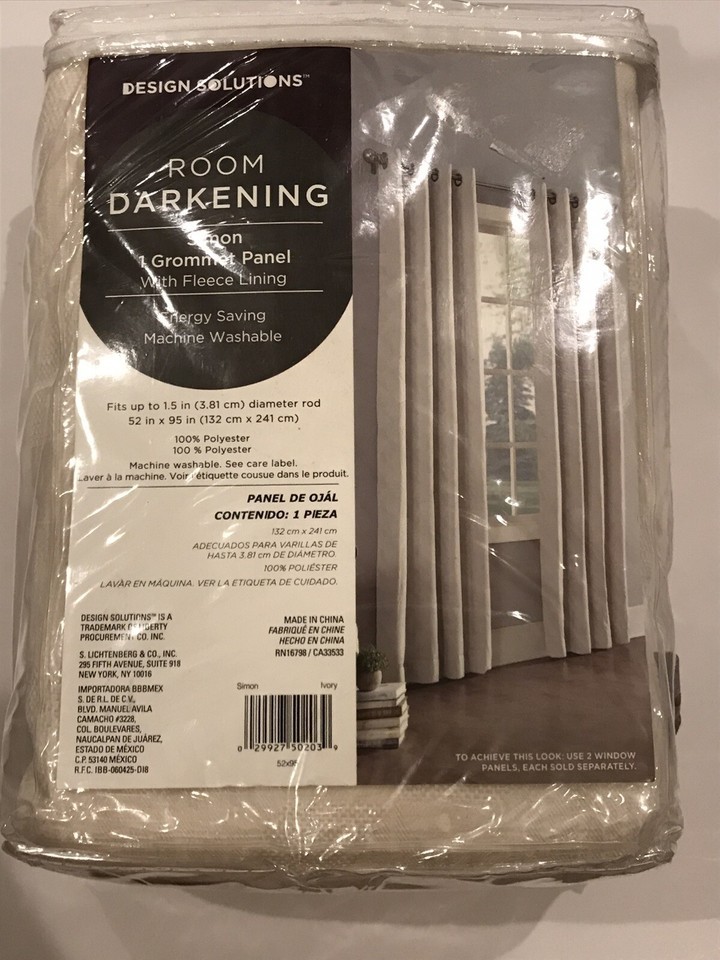 DESIGN SOLUTIONS™
ROOM
DARKENING
Simon
1 Grommet Panel
With Fleece Lining
Energy Saving
Machine Washable
Fits up to 1.5 in (3.81 cm) diameter rod
52 in x 95 in (132 cm x 241 cm)
100% Polyester
100 % Polyester
Machine washable. See care label.
Laver à la machine. Voir l'étiquette cousue dans le produit.
PANEL DE OJÁL
CONTENIDO: 1 PIEZA
132 cm x 241 cm
ADECUADOS PARA VARILLAS DE
HASTA 3.81 cm DE DIÁMETRO.
100% POLIÉSTER
LAVAR EN MÁQUINA. VER LA ETIQUETA DE CUIDADO.
DESIGN SOLUTIONS™ IS A
TRADEMARK OF LIBERTY
PROCUREMENT CO. INC.
S. LICHTENBERG & CO., INC.
295 FIFTH AVENUE, SUITE 918
NEW YORK, NY 10016
IMPORTADORA BBBMEX
S. DE R.L. DE C.V.,
BLVD. MANUEL AVILA
CAMACHO #3228,
COL. BOULEVARES,
NAUCALPAN DE JUÁREZ,
ESTADO DE MÉXICO
C.P. 53140 MÉXICO
R.F.C. IBB-060425-DI8
MADE IN CHINA
FABRIQUÉ EN CHINE
HECHO EN CHINA
RN16798 / CA33533
Simon Ivory
0 29927 50203 9
52x95
TO ACHIEVE THIS LOOK: USE 2 WINDOW
PANELS, EACH SOLD SEPARATELY.